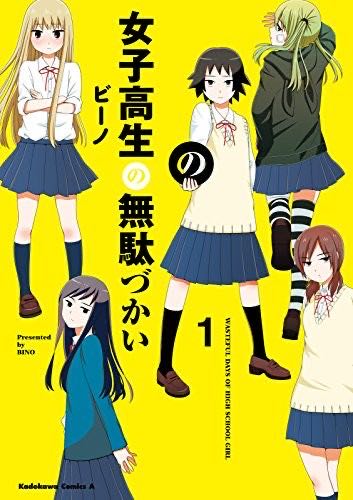 女子高生の無駄づかい
ビーノ
の
1
WASTEFUL DAYS OF HIGH SCHOOL GIRL
Presented
by
BINO
Kadokawa Comics A